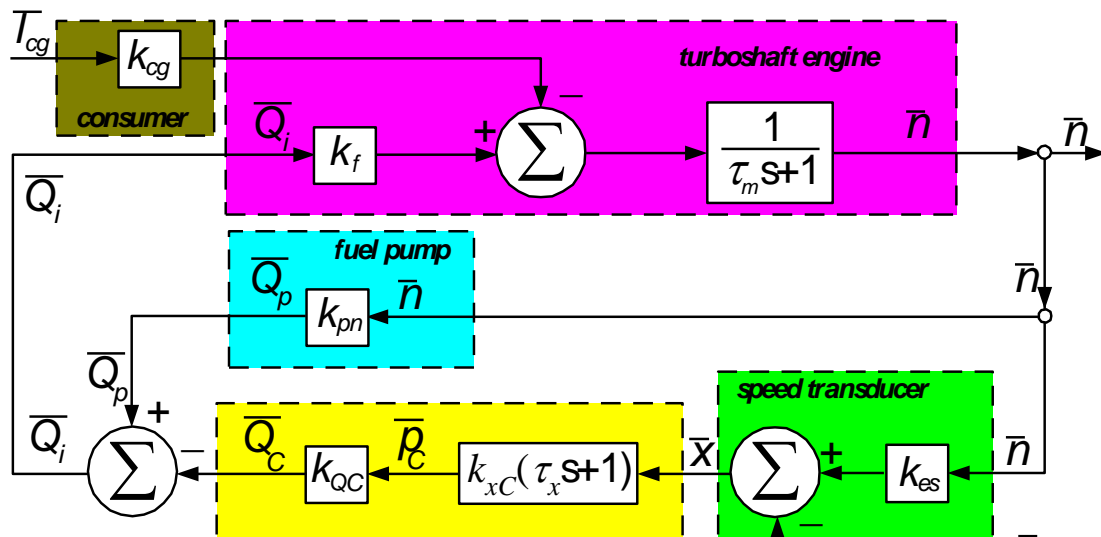 T̅_cg
k_cg
consumer
turboshaft engine
Q̅_i
k_f
+
−
Σ
1
τ_m s+1
n̅
n̅
Q̅_i
fuel pump
Q̅_p
k_pn
n̅
n̅
Q̅_p
+
Q̅_i
Σ
−
Q̅_C
k_QC
p̅_C
k_xC(τ_x s+1)
speed transducer
x̅
Σ
+
−
k_es
n̅